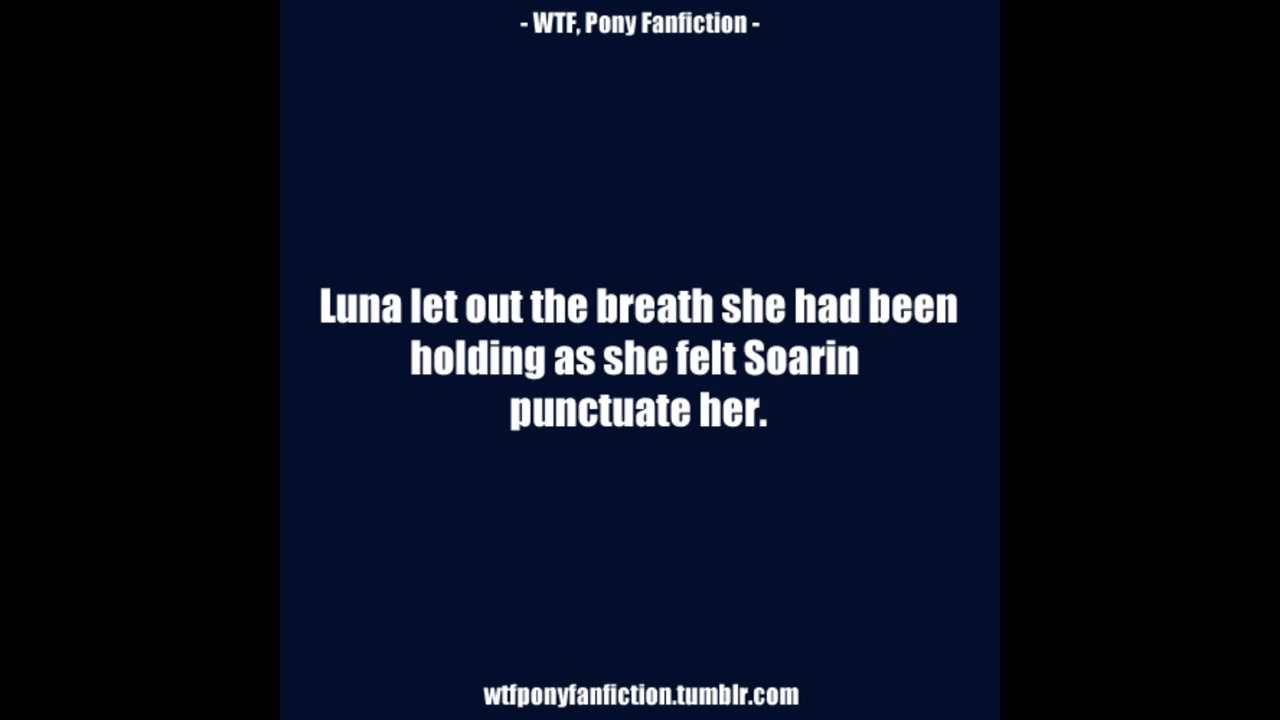 - WTF, Pony Fanfiction -
Luna let out the breath she had been
holding as she felt Soarin
punctuate her.
wtfponyfanfiction.tumblr.com